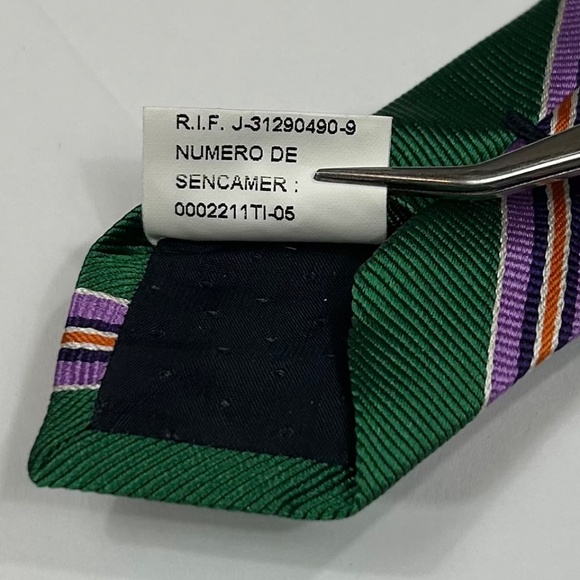 R.I.F. J-31290490-9
NUMERO DE
SENCAMER :
0002211TI-05